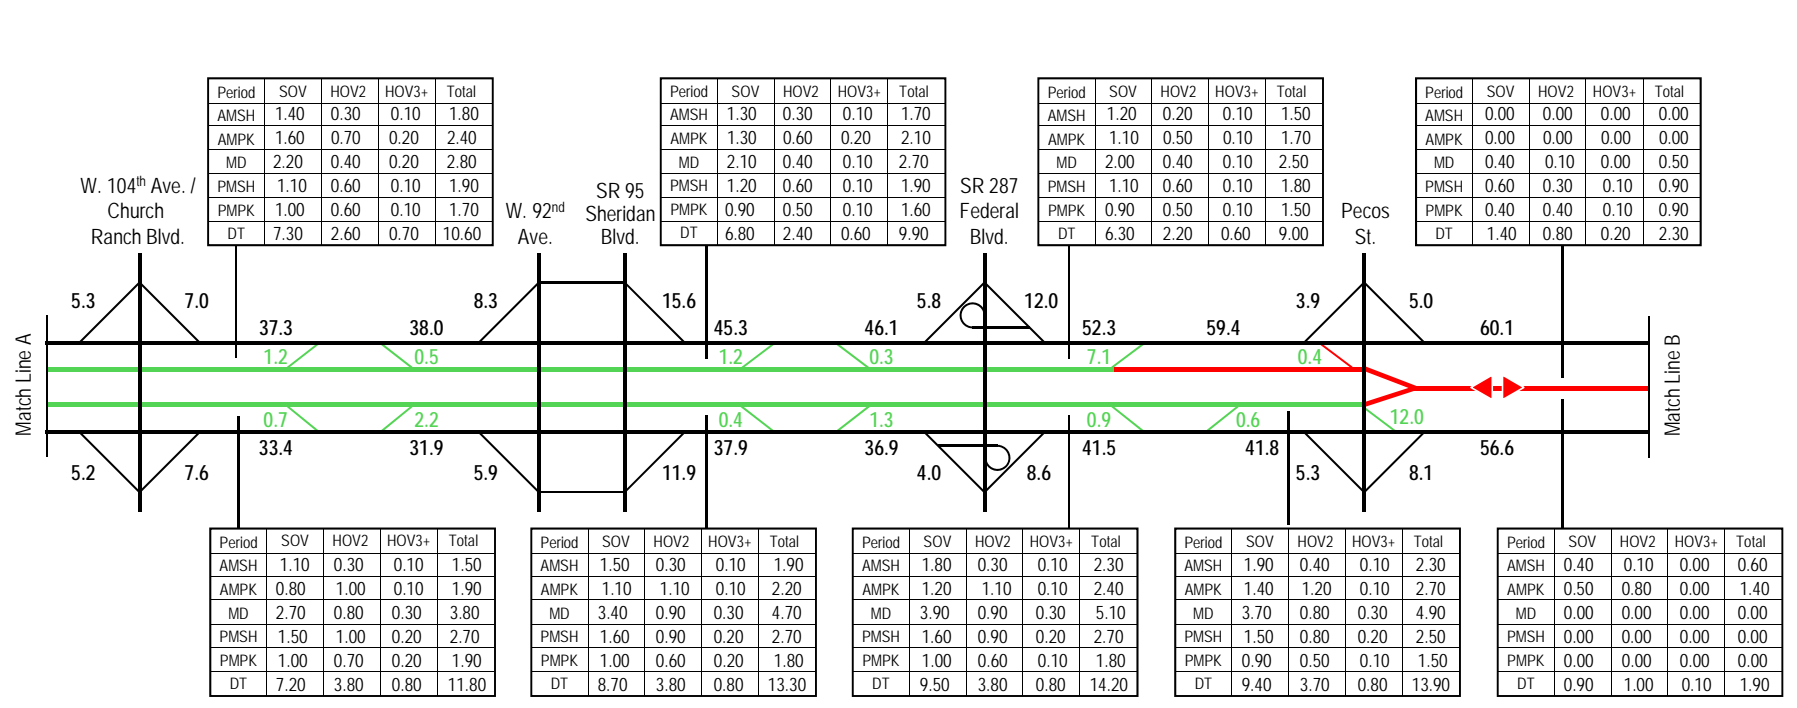 Period SOV HOV2 HOV3+ Total
AMSH 1.40 0.30 0.10 1.80
AMPK 1.60 0.70 0.20 2.40
MD 2.20 0.40 0.20 2.80
PMSH 1.10 0.60 0.10 1.90
PMPK 1.00 0.60 0.10 1.70
DT 7.30 2.60 0.70 10.60
Period SOV HOV2 HOV3+ Total
AMSH 1.30 0.30 0.10 1.70
AMPK 1.30 0.60 0.20 2.10
MD 2.10 0.40 0.10 2.70
PMSH 1.20 0.60 0.10 1.90
PMPK 0.90 0.50 0.10 1.60
DT 6.80 2.40 0.60 9.90
Period SOV HOV2 HOV3+ Total
AMSH 1.20 0.20 0.10 1.50
AMPK 1.10 0.50 0.10 1.70
MD 2.00 0.40 0.10 2.50
PMSH 1.10 0.60 0.10 1.80
PMPK 0.90 0.50 0.10 1.50
DT 6.30 2.20 0.60 9.00
Period SOV HOV2 HOV3+ Total
AMSH 0.00 0.00 0.00 0.00
AMPK 0.00 0.00 0.00 0.00
MD 0.40 0.10 0.00 0.50
PMSH 0.60 0.30 0.10 0.90
PMPK 0.40 0.40 0.10 0.90
DT 1.40 0.80 0.20 2.30
W. 104th Ave. /
Church
Ranch Blvd.
W. 92nd
Ave.
SR 95
Sheridan
Blvd.
SR 287
Federal
Blvd.
Pecos
St.
5.3 7.0 8.3 15.6 5.8 12.0 3.9 5.0
37.3 38.0 45.3 46.1 52.3 59.4 60.1
1.2 0.5 1.2 0.3 7.1 0.4
Match Line A
Match Line B
0.7 2.2 0.4 1.3 0.9 0.6 12.0
33.4 31.9 37.9 36.9 41.5 41.8 56.6
5.2 7.6 5.9 11.9 4.0 8.6 5.3 8.1
Period SOV HOV2 HOV3+ Total
AMSH 1.10 0.30 0.10 1.50
AMPK 0.80 1.00 0.10 1.90
MD 2.70 0.80 0.30 3.80
PMSH 1.50 1.00 0.20 2.70
PMPK 1.00 0.70 0.20 1.90
DT 7.20 3.80 0.80 11.80
Period SOV HOV2 HOV3+ Total
AMSH 1.50 0.30 0.10 1.90
AMPK 1.10 1.10 0.10 2.20
MD 3.40 0.90 0.30 4.70
PMSH 1.60 0.90 0.20 2.70
PMPK 1.00 0.60 0.20 1.80
DT 8.70 3.80 0.80 13.30
Period SOV HOV2 HOV3+ Total
AMSH 1.80 0.30 0.10 2.30
AMPK 1.20 1.10 0.10 2.40
MD 3.90 0.90 0.30 5.10
PMSH 1.60 0.90 0.20 2.70
PMPK 1.00 0.60 0.10 1.80
DT 9.50 3.80 0.80 14.20
Period SOV HOV2 HOV3+ Total
AMSH 1.90 0.40 0.10 2.30
AMPK 1.40 1.20 0.10 2.70
MD 3.70 0.80 0.30 4.90
PMSH 1.50 0.80 0.20 2.50
PMPK 0.90 0.50 0.10 1.50
DT 9.40 3.70 0.80 13.90
Period SOV HOV2 HOV3+ Total
AMSH 0.40 0.10 0.00 0.60
AMPK 0.50 0.80 0.00 1.40
MD 0.00 0.00 0.00 0.00
PMSH 0.00 0.00 0.00 0.00
PMPK 0.00 0.00 0.00 0.00
DT 0.90 1.00 0.10 1.90